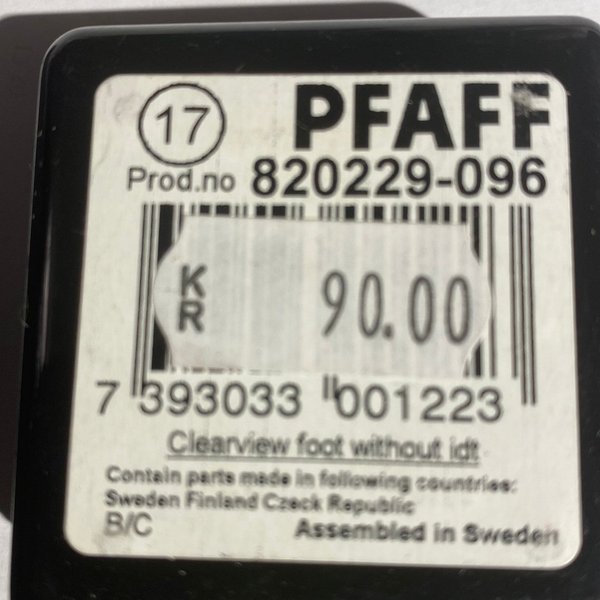 17 PFAFF
Prod.no 820229-096
KR 90.00
7 393033 001223
Clearview foot without idt
Contain parts made in following countries:
Sweden Finland Czeck Republic
B/C Assembled in Sweden